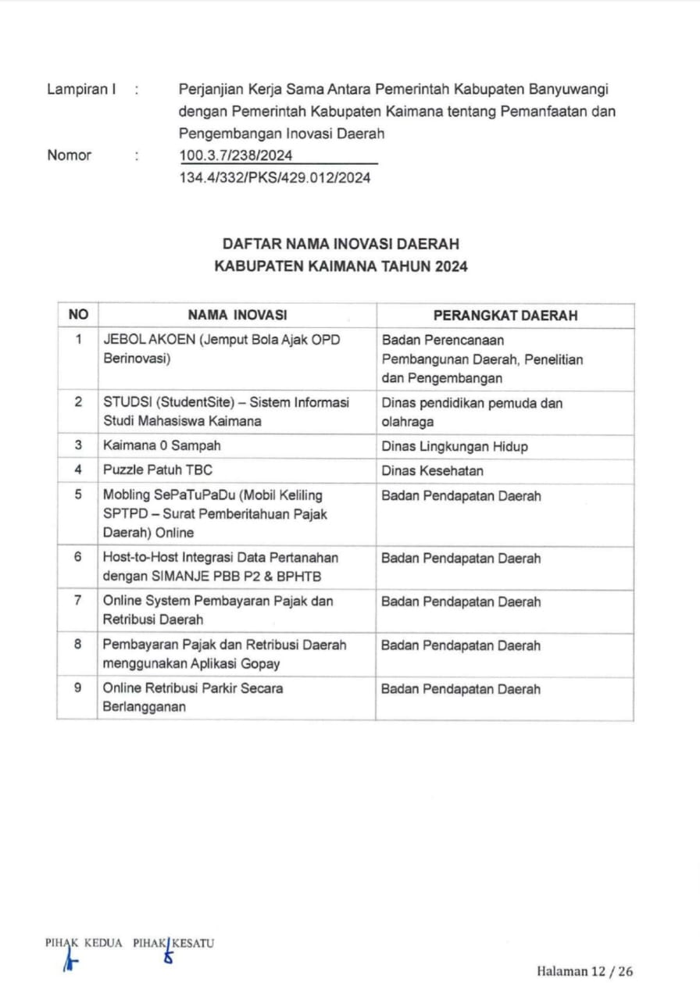 Lampiran I : Perjanjian Kerja Sama Antara Pemerintah Kabupaten Banyuwangi
dengan Pemerintah Kabupaten Kaimana tentang Pemanfaatan dan
Pengembangan Inovasi Daerah
Nomor : 100.3.7/238/2024
134.4/332/PKS/429.012/2024
DAFTAR NAMA INOVASI DAERAH
KABUPATEN KAIMANA TAHUN 2024
NO NAMA INOVASI PERANGKAT DAERAH
1 JEBOL AKOEN (Jemput Bola Ajak OPD Badan Perencanaan
Berinovasi) Pembangunan Daerah, Penelitian
dan Pengembangan
2 STUDSI (StudentSite) – Sistem Informasi Dinas pendidikan pemuda dan
Studi Mahasiswa Kaimana olahraga
3 Kaimana 0 Sampah Dinas Lingkungan Hidup
4 Puzzle Patuh TBC Dinas Kesehatan
5 Mobling SePaTuPaDu (Mobil Keliling Badan Pendapatan Daerah
SPTPD – Surat Pemberitahuan Pajak
Daerah) Online
6 Host-to-Host Integrasi Data Pertanahan Badan Pendapatan Daerah
dengan SIMANJE PBB P2 & BPHTB
7 Online System Pembayaran Pajak dan Badan Pendapatan Daerah
Retribusi Daerah
8 Pembayaran Pajak dan Retribusi Daerah Badan Pendapatan Daerah
menggunakan Aplikasi Gopay
9 Online Retribusi Parkir Secara Badan Pendapatan Daerah
Berlangganan
PIHAK KEDUA PIHAK KESATU
Halaman 12 / 26